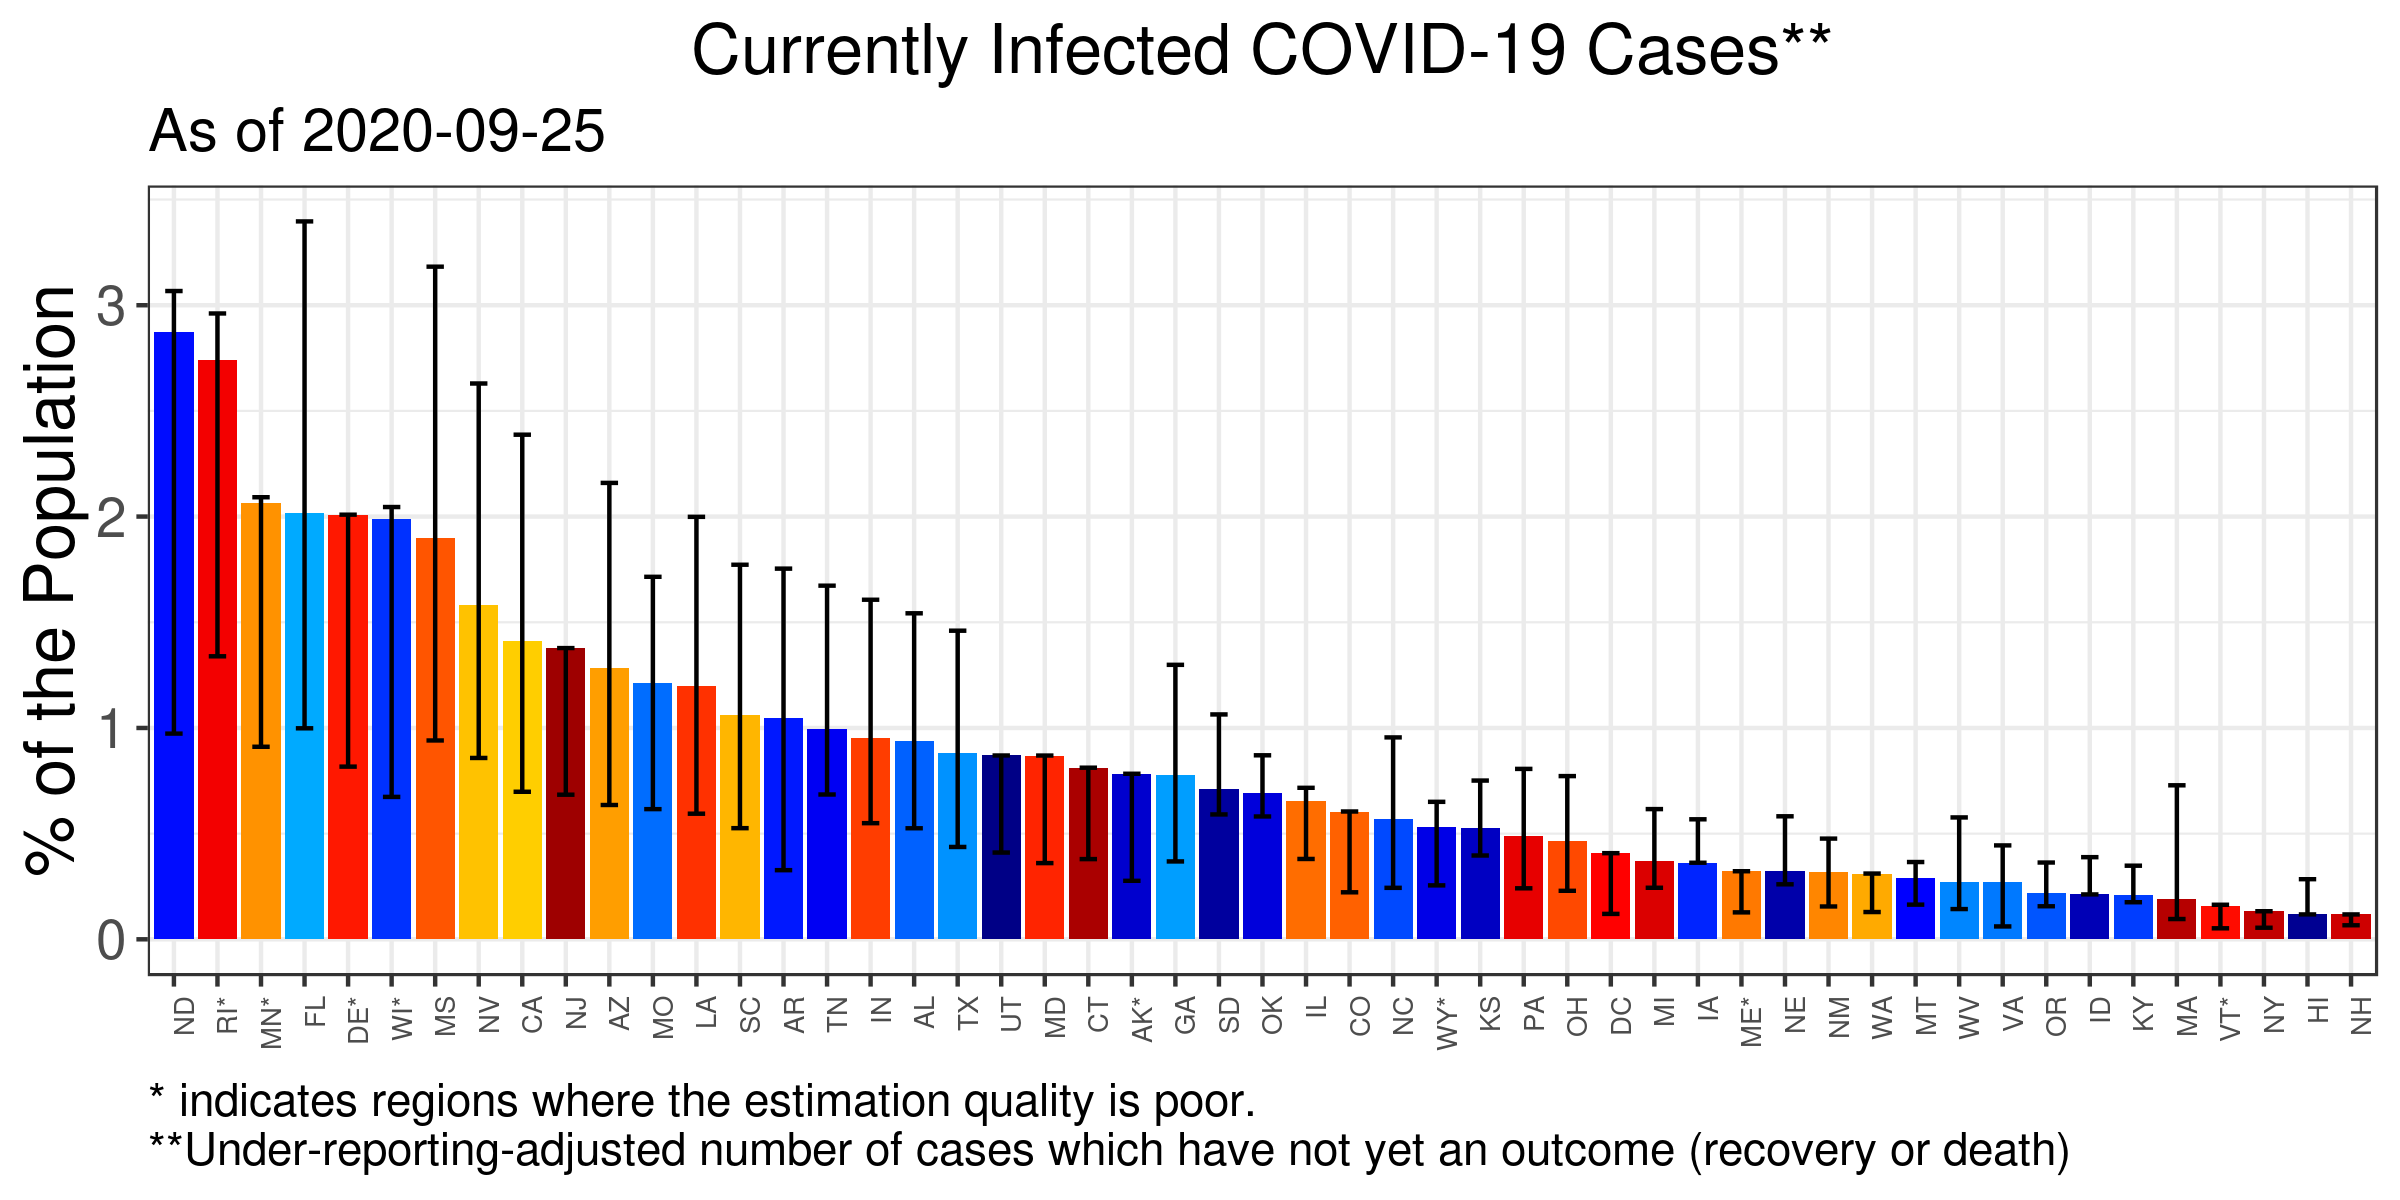 Currently Infected COVID-19 Cases**
As of 2020-09-25
% of the Population
3
2
1
0
ND RI* MN* FL DE* WI* MS NV CA NJ AZ MO LA SC AR TN IN AL TX UT MD CT AK* GA SD OK IL CO NC WY* KS PA OH DC MI IA ME* NE NM WA MT WV VA OR ID KY MA VT* NY HI NH
* indicates regions where the estimation quality is poor.
**Under-reporting-adjusted number of cases which have not yet an outcome (recovery or death)